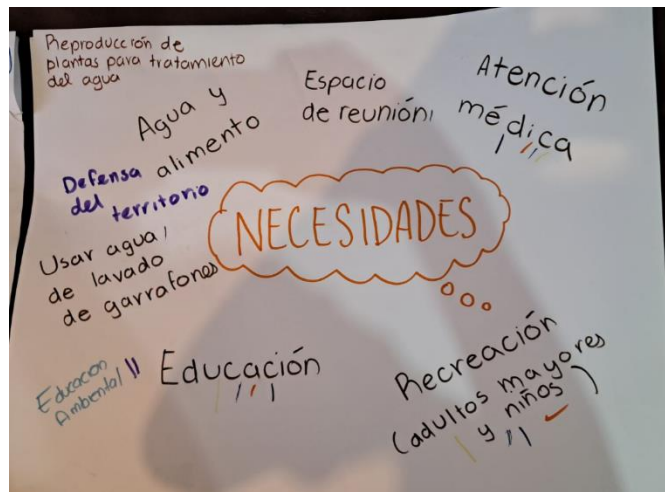 Reproducción de
plantas para tratamiento
del agua
Agua y
alimento
Espacio
de reunión
Atención
médica
Defensa
del territorio
NECESIDADES
Usar agua
de lavado
de garrafones
Educacion
Ambiental
Educación
Recreación
(adultos mayores
y niños)